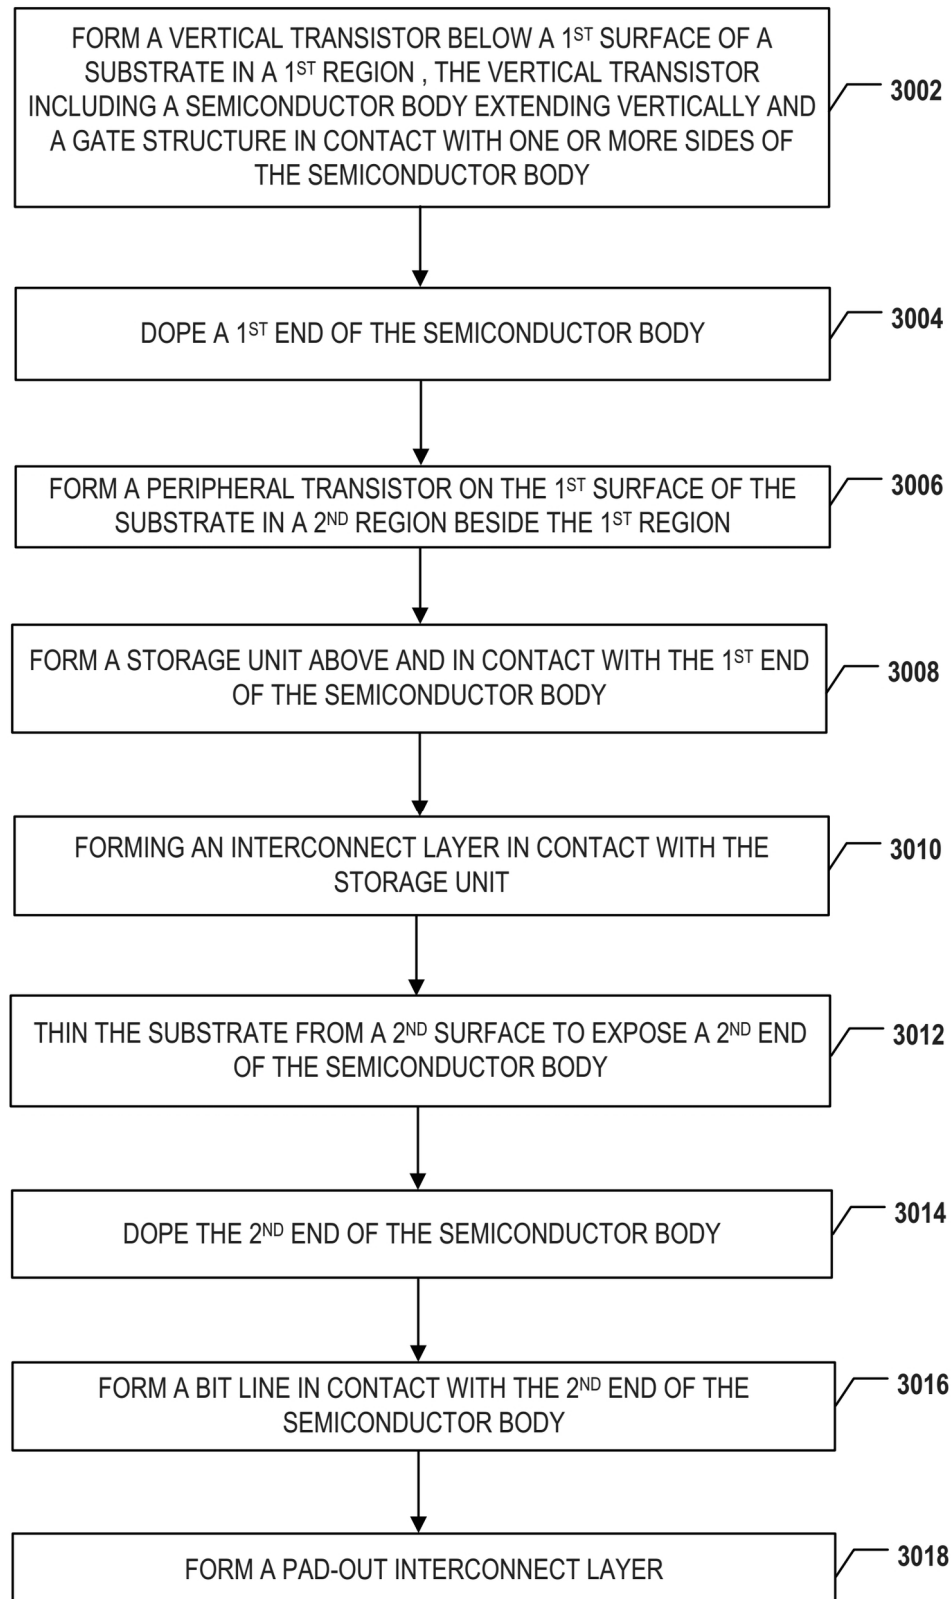 FORM A VERTICAL TRANSISTOR BELOW A 1ST SURFACE OF A
SUBSTRATE IN A 1ST REGION , THE VERTICAL TRANSISTOR
INCLUDING A SEMICONDUCTOR BODY EXTENDING VERTICALLY AND
A GATE STRUCTURE IN CONTACT WITH ONE OR MORE SIDES OF
THE SEMICONDUCTOR BODY
3002
DOPE A 1ST END OF THE SEMICONDUCTOR BODY
3004
FORM A PERIPHERAL TRANSISTOR ON THE 1ST SURFACE OF THE
SUBSTRATE IN A 2ND REGION BESIDE THE 1ST REGION
3006
FORM A STORAGE UNIT ABOVE AND IN CONTACT WITH THE 1ST END
OF THE SEMICONDUCTOR BODY
3008
FORMING AN INTERCONNECT LAYER IN CONTACT WITH THE
STORAGE UNIT
3010
THIN THE SUBSTRATE FROM A 2ND SURFACE TO EXPOSE A 2ND END
OF THE SEMICONDUCTOR BODY
3012
DOPE THE 2ND END OF THE SEMICONDUCTOR BODY
3014
FORM A BIT LINE IN CONTACT WITH THE 2ND END OF THE
SEMICONDUCTOR BODY
3016
FORM A PAD-OUT INTERCONNECT LAYER
3018